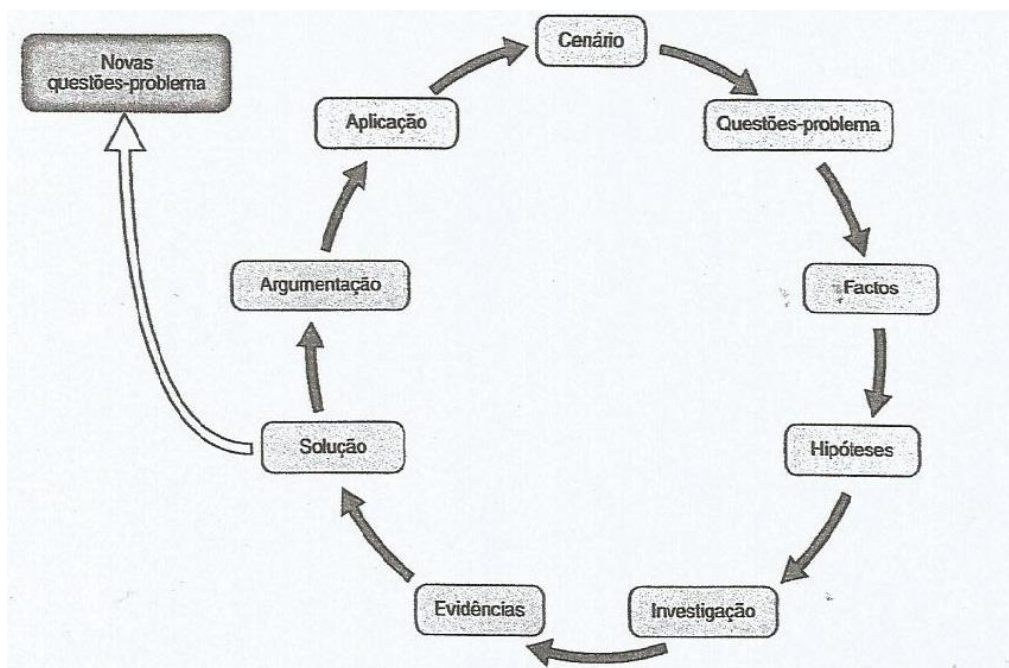 Novas
questões-problema
Cenário
Questões-problema
Factos
Hipóteses
Investigação
Evidências
Solução
Argumentação
Aplicação